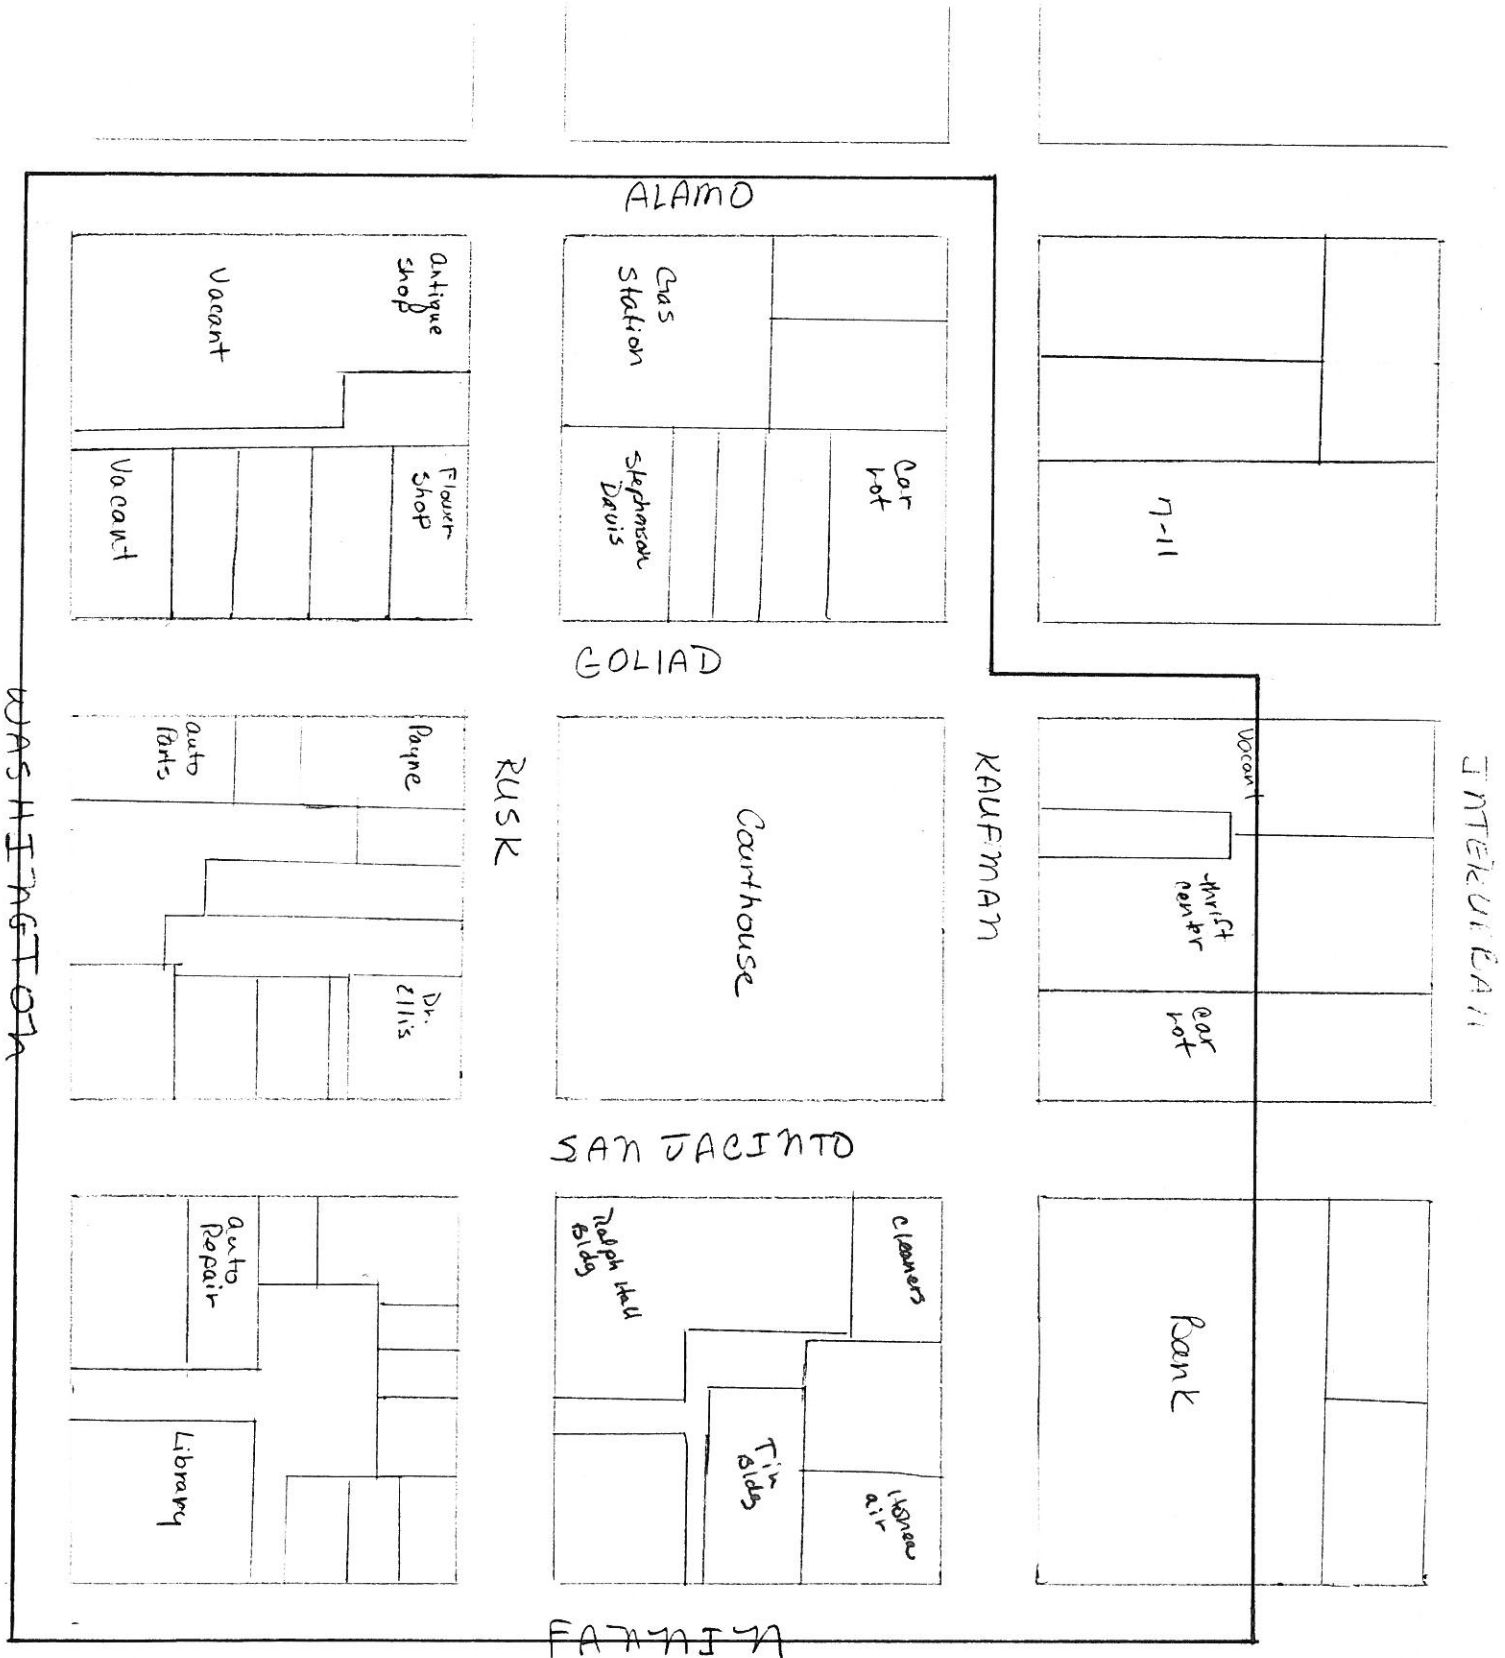 ALAMO
Vacant
antique
shop
Gas
Station
Vacant
Flower
Shop
Stephenson
Davis
Car
Lot
7-11
GOLIAD
WASHINGTON
auto
Parts
Payne
RUSK
Courthouse
KAUFMAN
Vacant
thrift
center
car
lot
INTERURBAN
Dr.
Ellis
SAN JACINTO
auto
Repair
Library
Ralph Hall
Bldg
Cleaners
Tin
Bldg
air
Bank
FANNIN